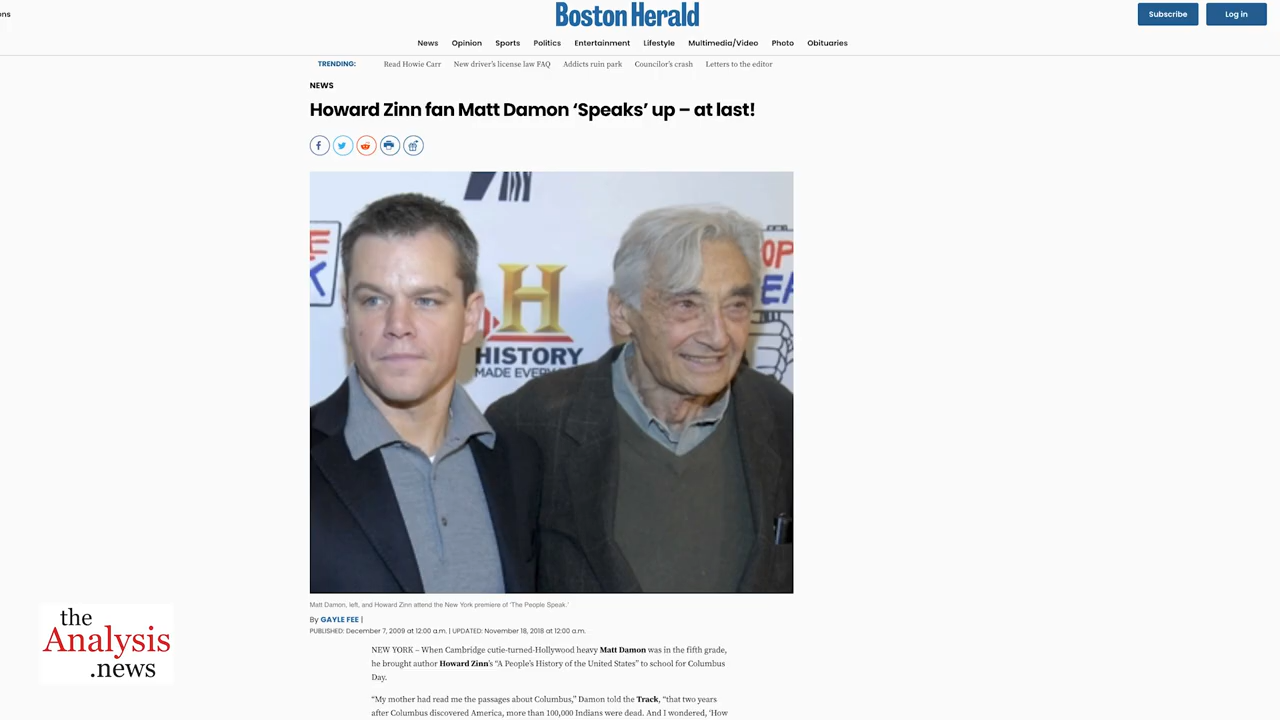 ns
Boston Herald
Subscribe
Log in
News Opinion Sports Politics Entertainment Lifestyle Multimedia/Video Photo Obituaries
TRENDING: Read Howie Carr New driver's license law FAQ Addicts ruin park Councilor's crash Letters to the editor
NEWS
Howard Zinn fan Matt Damon ‘Speaks’ up – at last!
H
HISTORY
MADE EVERY
OP
Matt Damon, left, and Howard Zinn attend the New York premiere of 'The People Speak.'
By GAYLE FEE |
PUBLISHED: December 7, 2009 at 12:00 a.m. | UPDATED: November 18, 2018 at 12:00 a.m.
NEW YORK – When Cambridge cutie-turned-Hollywood heavy Matt Damon was in the fifth grade,
he brought author Howard Zinn's “A People's History of the United States” to school for Columbus
Day.
“My mother had read me the passages about Columbus,” Damon told the Track, “that two years
after Columbus discovered America, more than 100,000 Indians were dead. And I wondered, ‘How
the
Analysis
.news